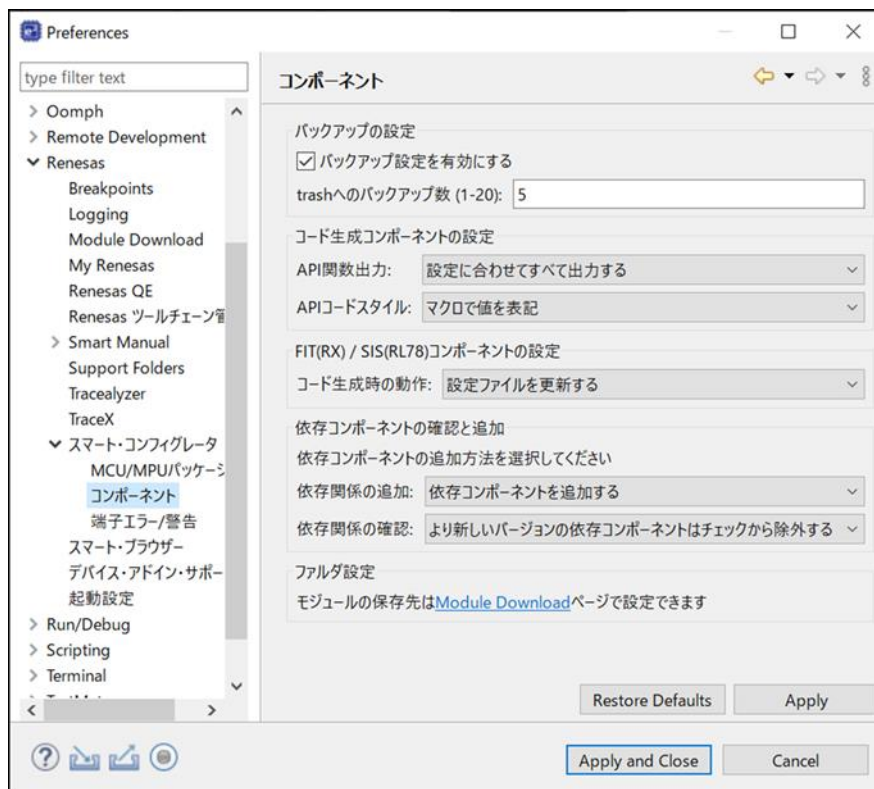 Preferences
type filter text
Oomph
Remote Development
Renesas
Breakpoints
Logging
Module Download
My Renesas
Renesas QE
Renesas ツールチェーン管
Smart Manual
Support Folders
Tracealyzer
TraceX
スマート・コンフィグレータ
MCU/MPUパッケージ
コンポーネント
端子エラー/警告
スマート・ブラウザー
デバイス・アドイン・サポー
起動設定
Run/Debug
Scripting
Terminal
コンポーネント
バックアップの設定
バックアップ設定を有効にする
trashへのバックアップ数 (1-20): 5
コード生成コンポーネントの設定
API関数出力: 設定に合わせてすべて出力する
APIコードスタイル: マクロで値を表記
FIT(RX) / SIS(RL78)コンポーネントの設定
コード生成時の動作: 設定ファイルを更新する
依存コンポーネントの確認と追加
依存コンポーネントの追加方法を選択してください
依存関係の追加: 依存コンポーネントを追加する
依存関係の確認: より新しいバージョンの依存コンポーネントはチェックから除外する
ファルダ設定
モジュールの保存先はModule Downloadページで設定できます
Restore Defaults
Apply
Apply and Close
Cancel